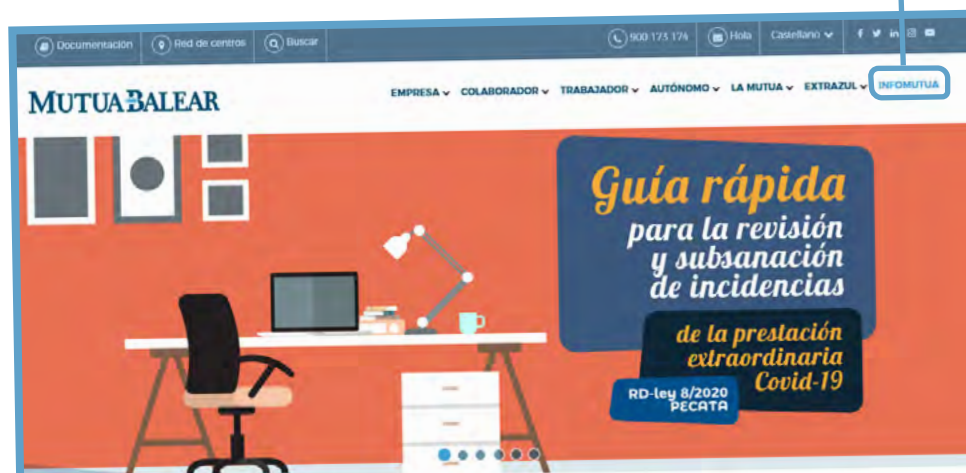 Documentación
Red de centros
Buscar
900 173 174
Hola
Castellano
MUTUA BALEAR
EMPRESA
COLABORADOR
TRABAJADOR
AUTÓNOMO
LA MUTUA
EXTRAZUL
INFOMUTUA
Guía rápida
para la revisión
y subsanación
de incidencias
de la prestación
extraordinaria
Covid-19
RD-ley 8/2020
PECATA